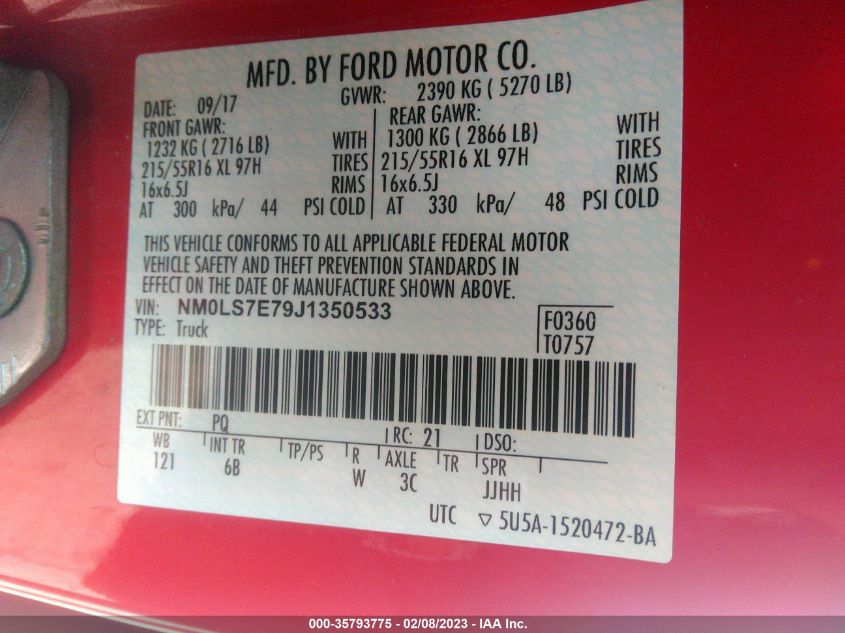 MFD. BY FORD MOTOR CO.
DATE: 09/17 GVWR: 2390 KG ( 5270 LB)
FRONT GAWR: REAR GAWR:
1232 KG ( 2716 LB) WITH 1300 KG ( 2866 LB) WITH
215/55R16 XL 97H TIRES 215/55R16 XL 97H TIRES
16x6.5J RIMS 16x6.5J RIMS
AT 300 kPa/ 44 PSI COLD AT 330 kPa/ 48 PSI COLD
THIS VEHICLE CONFORMS TO ALL APPLICABLE FEDERAL MOTOR
VEHICLE SAFETY AND THEFT PREVENTION STANDARDS IN
EFFECT ON THE DATE OF MANUFACTURE SHOWN ABOVE.
VIN: NM0LS7E79J1350533
TYPE: Truck
F0360
T0757
EXT PNT: PQ RC: 21 DSO:
WB INT TR TP/PS R AXLE TR SPR
121 6B W 3C JJHH
UTC ▽ 5U5A-1520472-BA
000-35793775 - 02/08/2023 - IAA Inc.